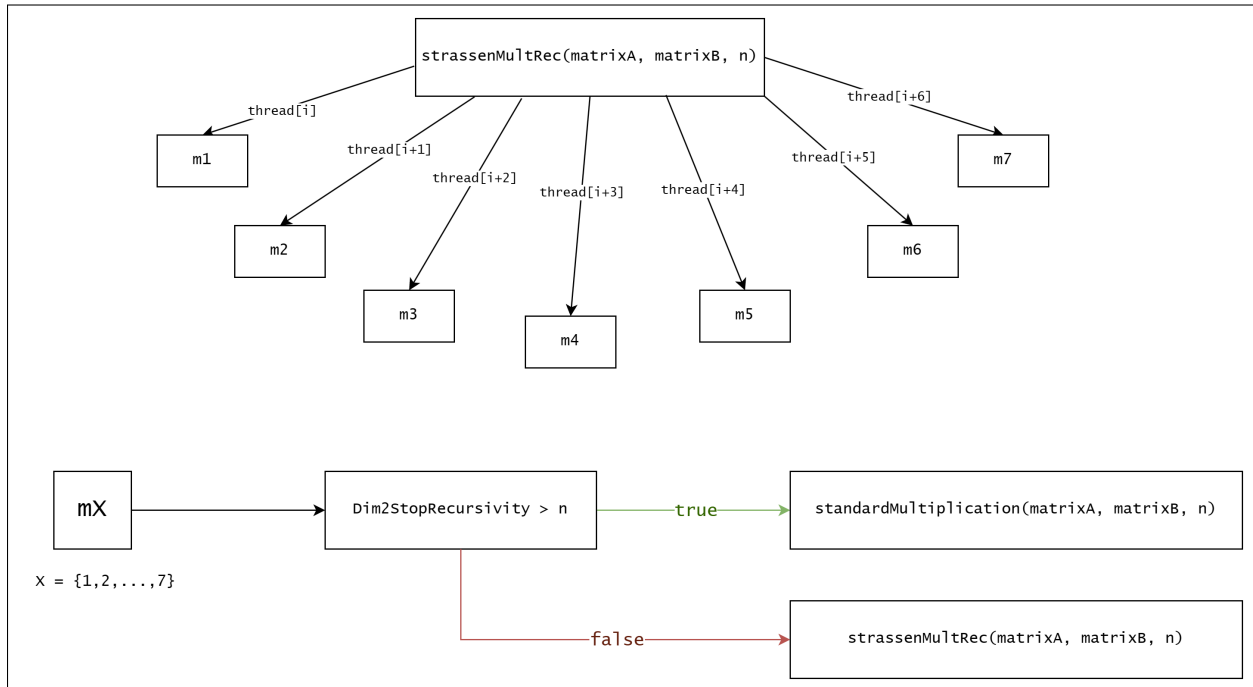 strassenMultRec(matrixA, matrixB, n)
thread[i]
thread[i+1]
thread[i+2]
thread[i+3]
thread[i+4]
thread[i+5]
thread[i+6]
m1
m2
m3
m4
m5
m6
m7
mX
Dim2StopRecursivity > n
true
standardMultiplication(matrixA, matrixB, n)
X = {1,2,...,7}
false
strassenMultRec(matrixA, matrixB, n)